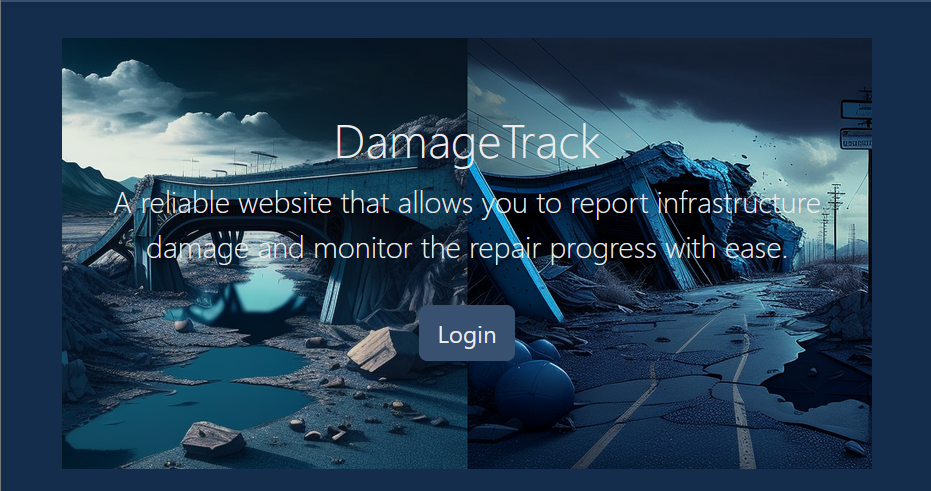 DamageTrack
A reliable website that allows you to report infrastructure
damage and monitor the repair progress with ease.
Login